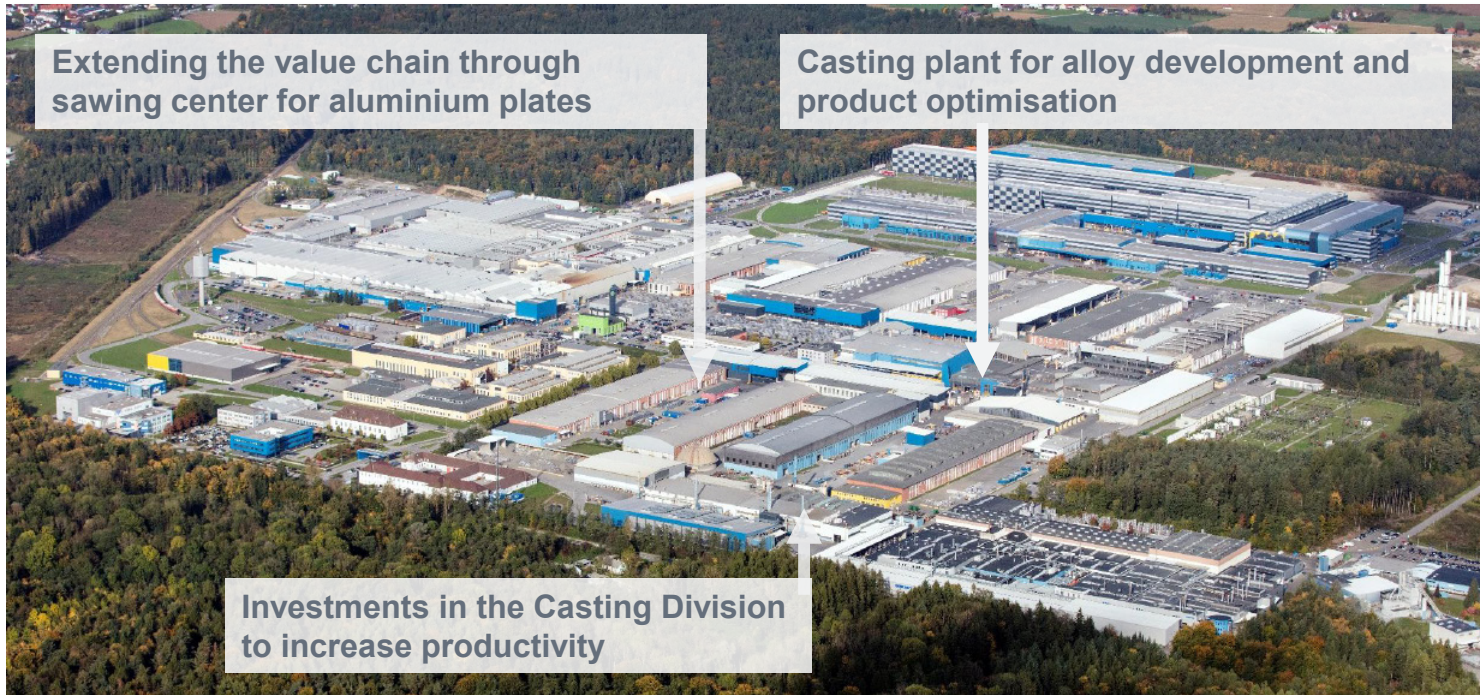 Extending the value chain through
sawing center for aluminium plates
Casting plant for alloy development and
product optimisation
Investments in the Casting Division
to increase productivity